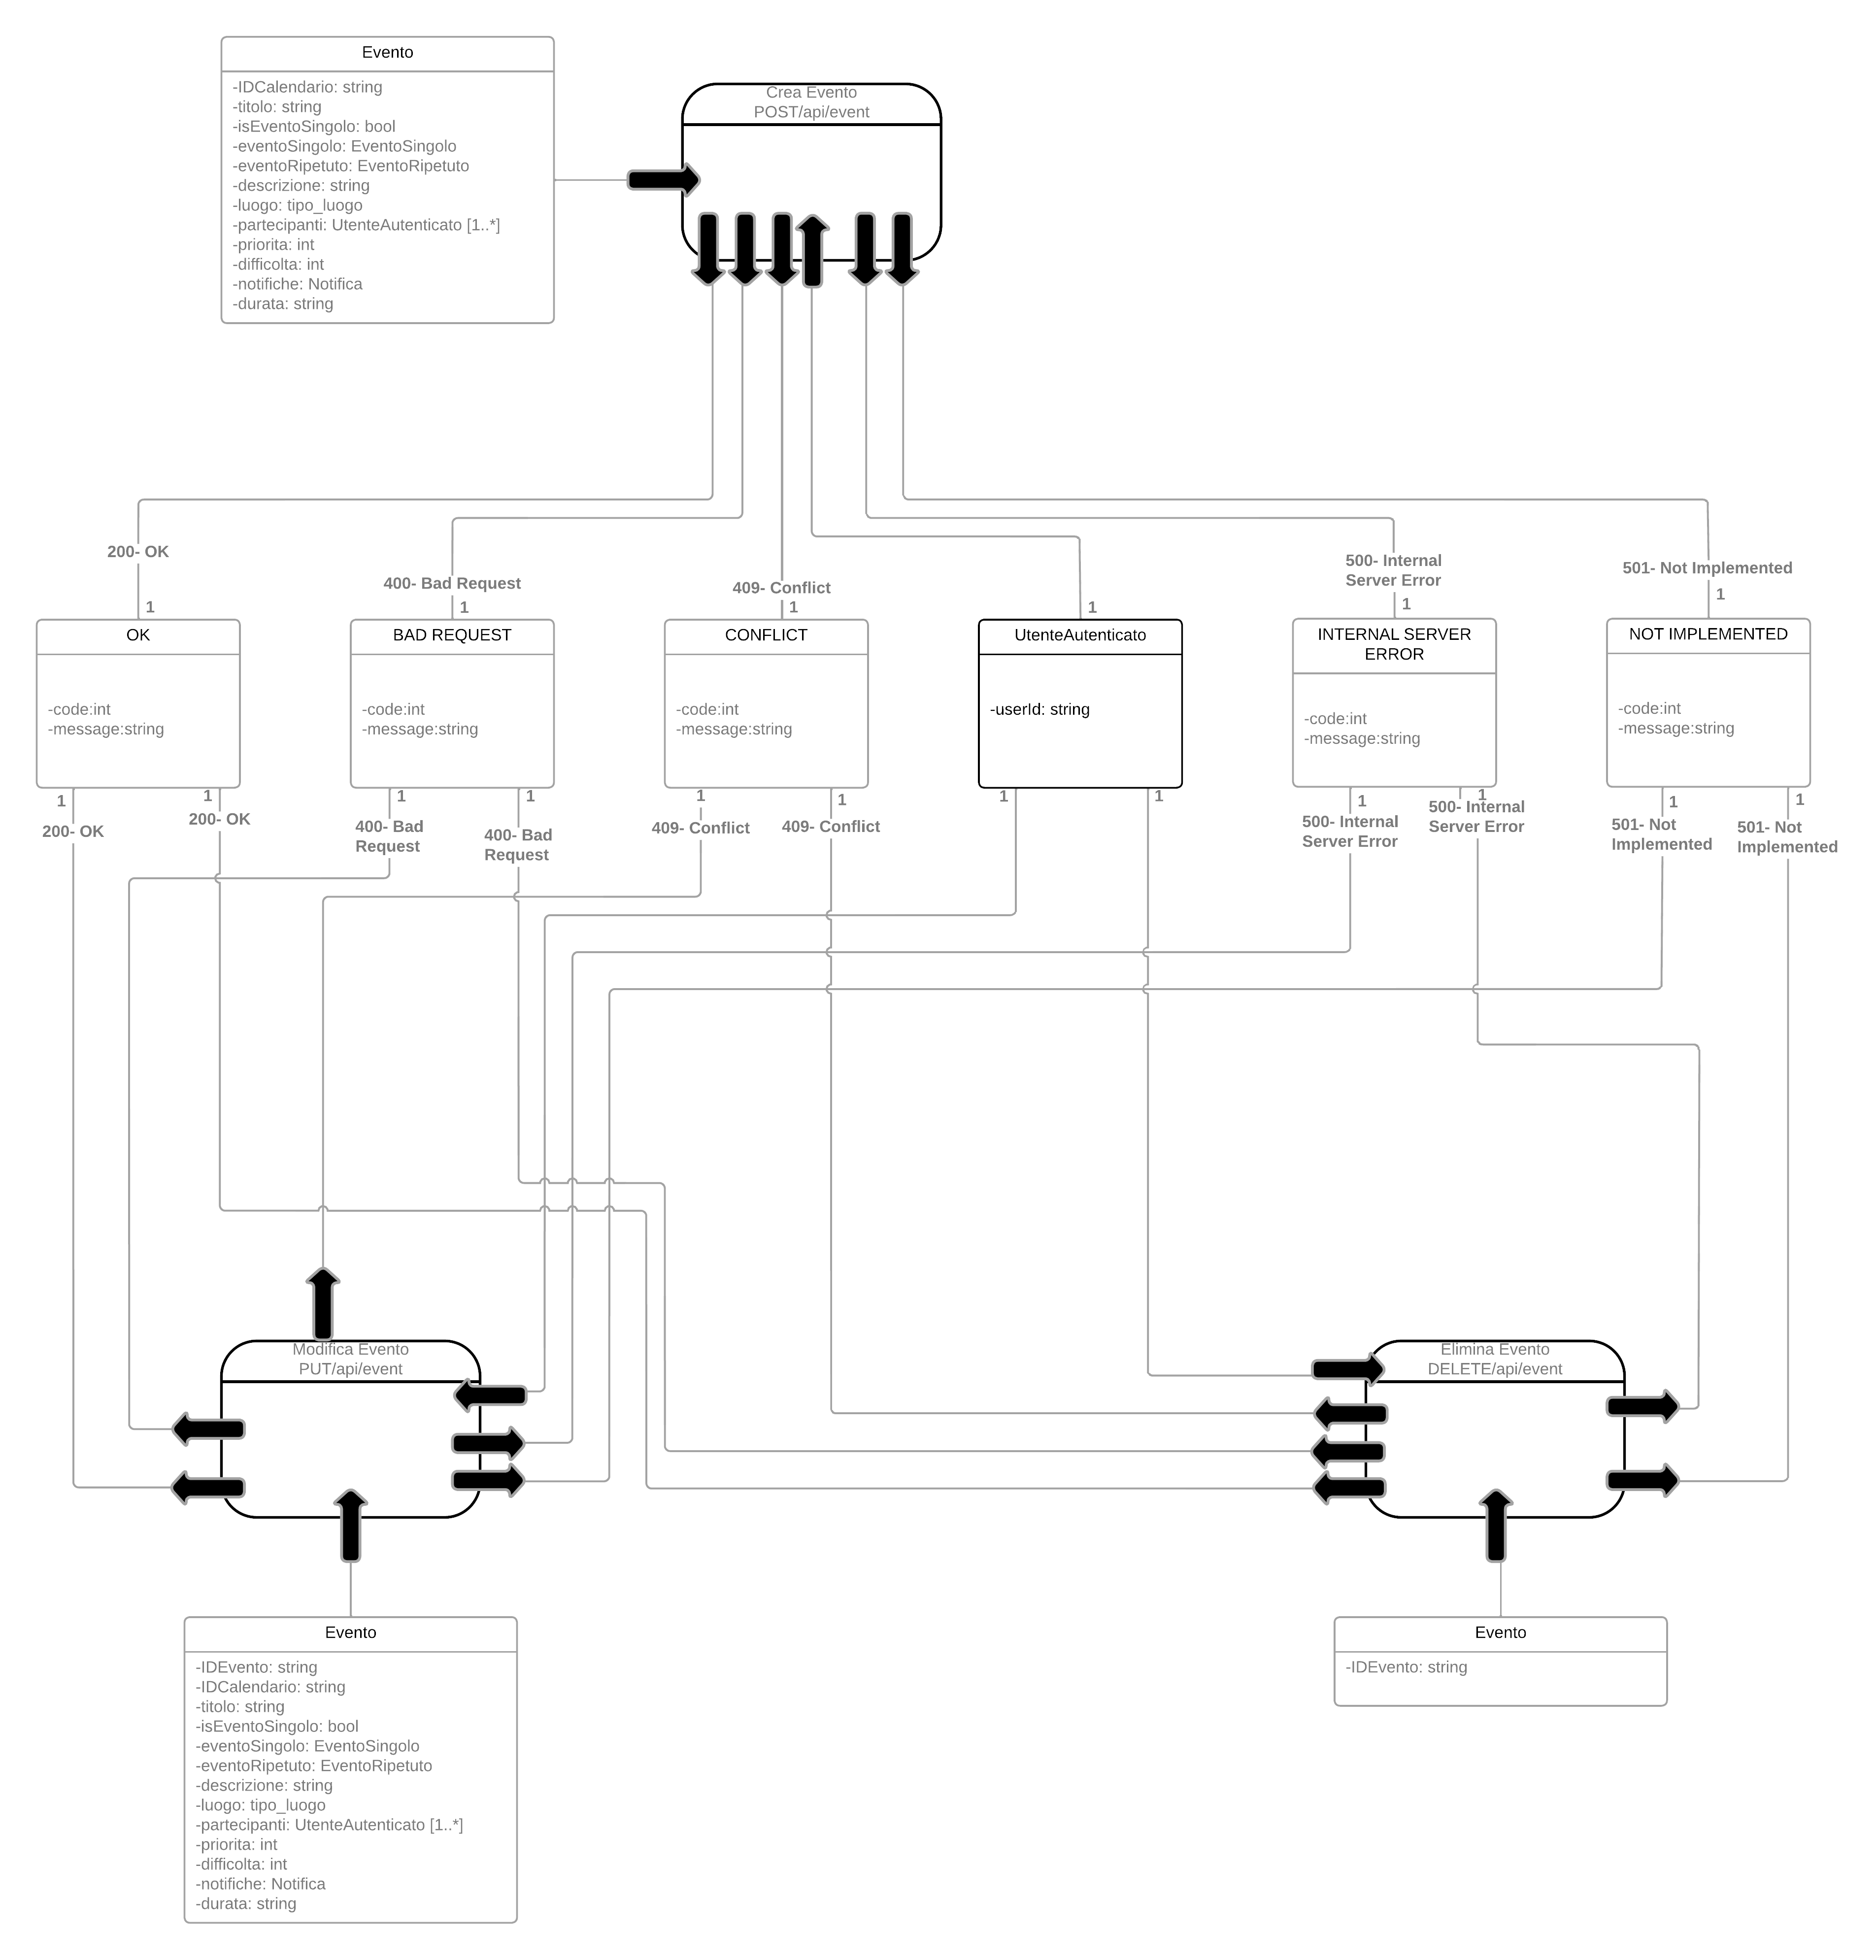 Evento
-IDCalendario: string
-titolo: string
-isEventoSingolo: bool
-eventoSingolo: EventoSingolo
-eventoRipetuto: EventoRipetuto
-descrizione: string
-luogo: tipo_luogo
-partecipanti: UtenteAutenticato [1..*]
-priorita: int
-difficolta: int
-notifiche: Notifica
-durata: string
Crea Evento
POST/api/event
200- OK
400- Bad Request
409- Conflict
500- Internal
Server Error
501- Not Implemented
1
1
1
1
1
1
OK
-code:int
-message:string
BAD REQUEST
-code:int
-message:string
CONFLICT
-code:int
-message:string
UtenteAutenticato
-userId: string
INTERNAL SERVER
ERROR
-code:int
-message:string
NOT IMPLEMENTED
-code:int
-message:string
1
200- OK
1
200- OK
1
400- Bad
Request
1
400- Bad
Request
1
409- Conflict
1
409- Conflict
1
1
1
500- Internal
Server Error
1
500- Internal
Server Error
1
501- Not
Implemented
1
501- Not
Implemented
Modifica Evento
PUT/api/event
Elimina Evento
DELETE/api/event
Evento
-IDEvento: string
-IDCalendario: string
-titolo: string
-isEventoSingolo: bool
-eventoSingolo: EventoSingolo
-eventoRipetuto: EventoRipetuto
-descrizione: string
-luogo: tipo_luogo
-partecipanti: UtenteAutenticato [1..*]
-priorita: int
-difficolta: int
-notifiche: Notifica
-durata: string
Evento
-IDEvento: string